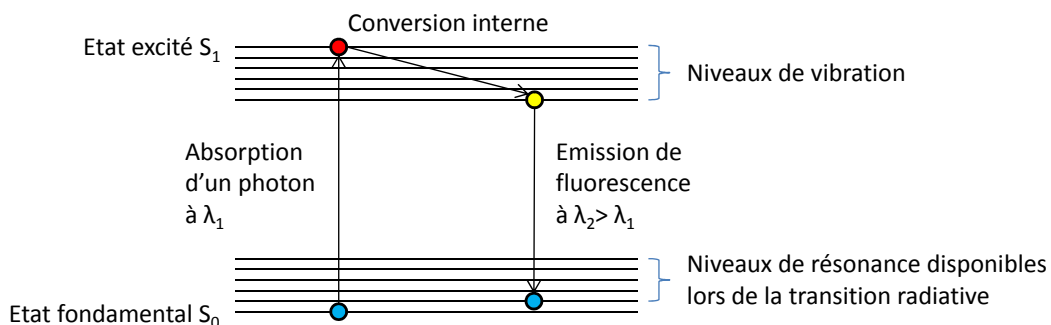 Conversion interne
Etat excité S1
Niveaux de vibration
Absorption
d'un photon
à λ1
Emission de
fluorescence
à λ2> λ1
Niveaux de résonance disponibles
lors de la transition radiative
Etat fondamental S0